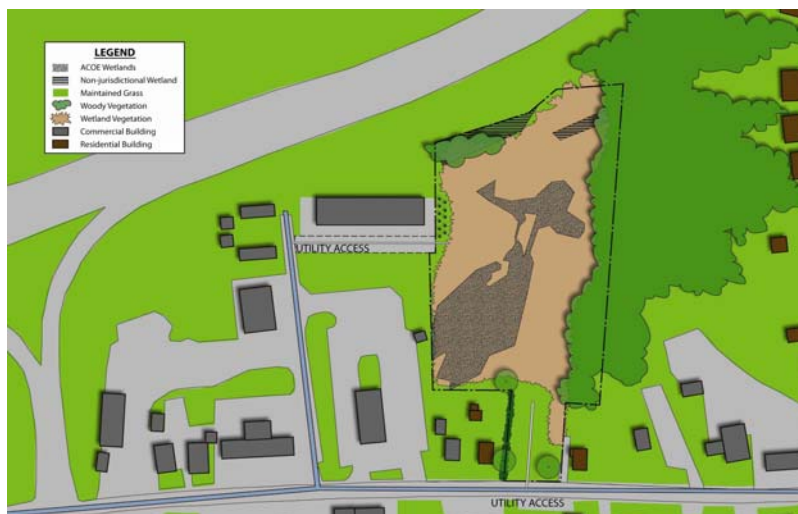 LEGEND
ACOE Wetlands
Non-jurisdictional Wetland
Maintained Grass
Woody Vegetation
Wetland Vegetation
Commercial Building
Residential Building
UTILITY ACCESS
UTILITY ACCESS